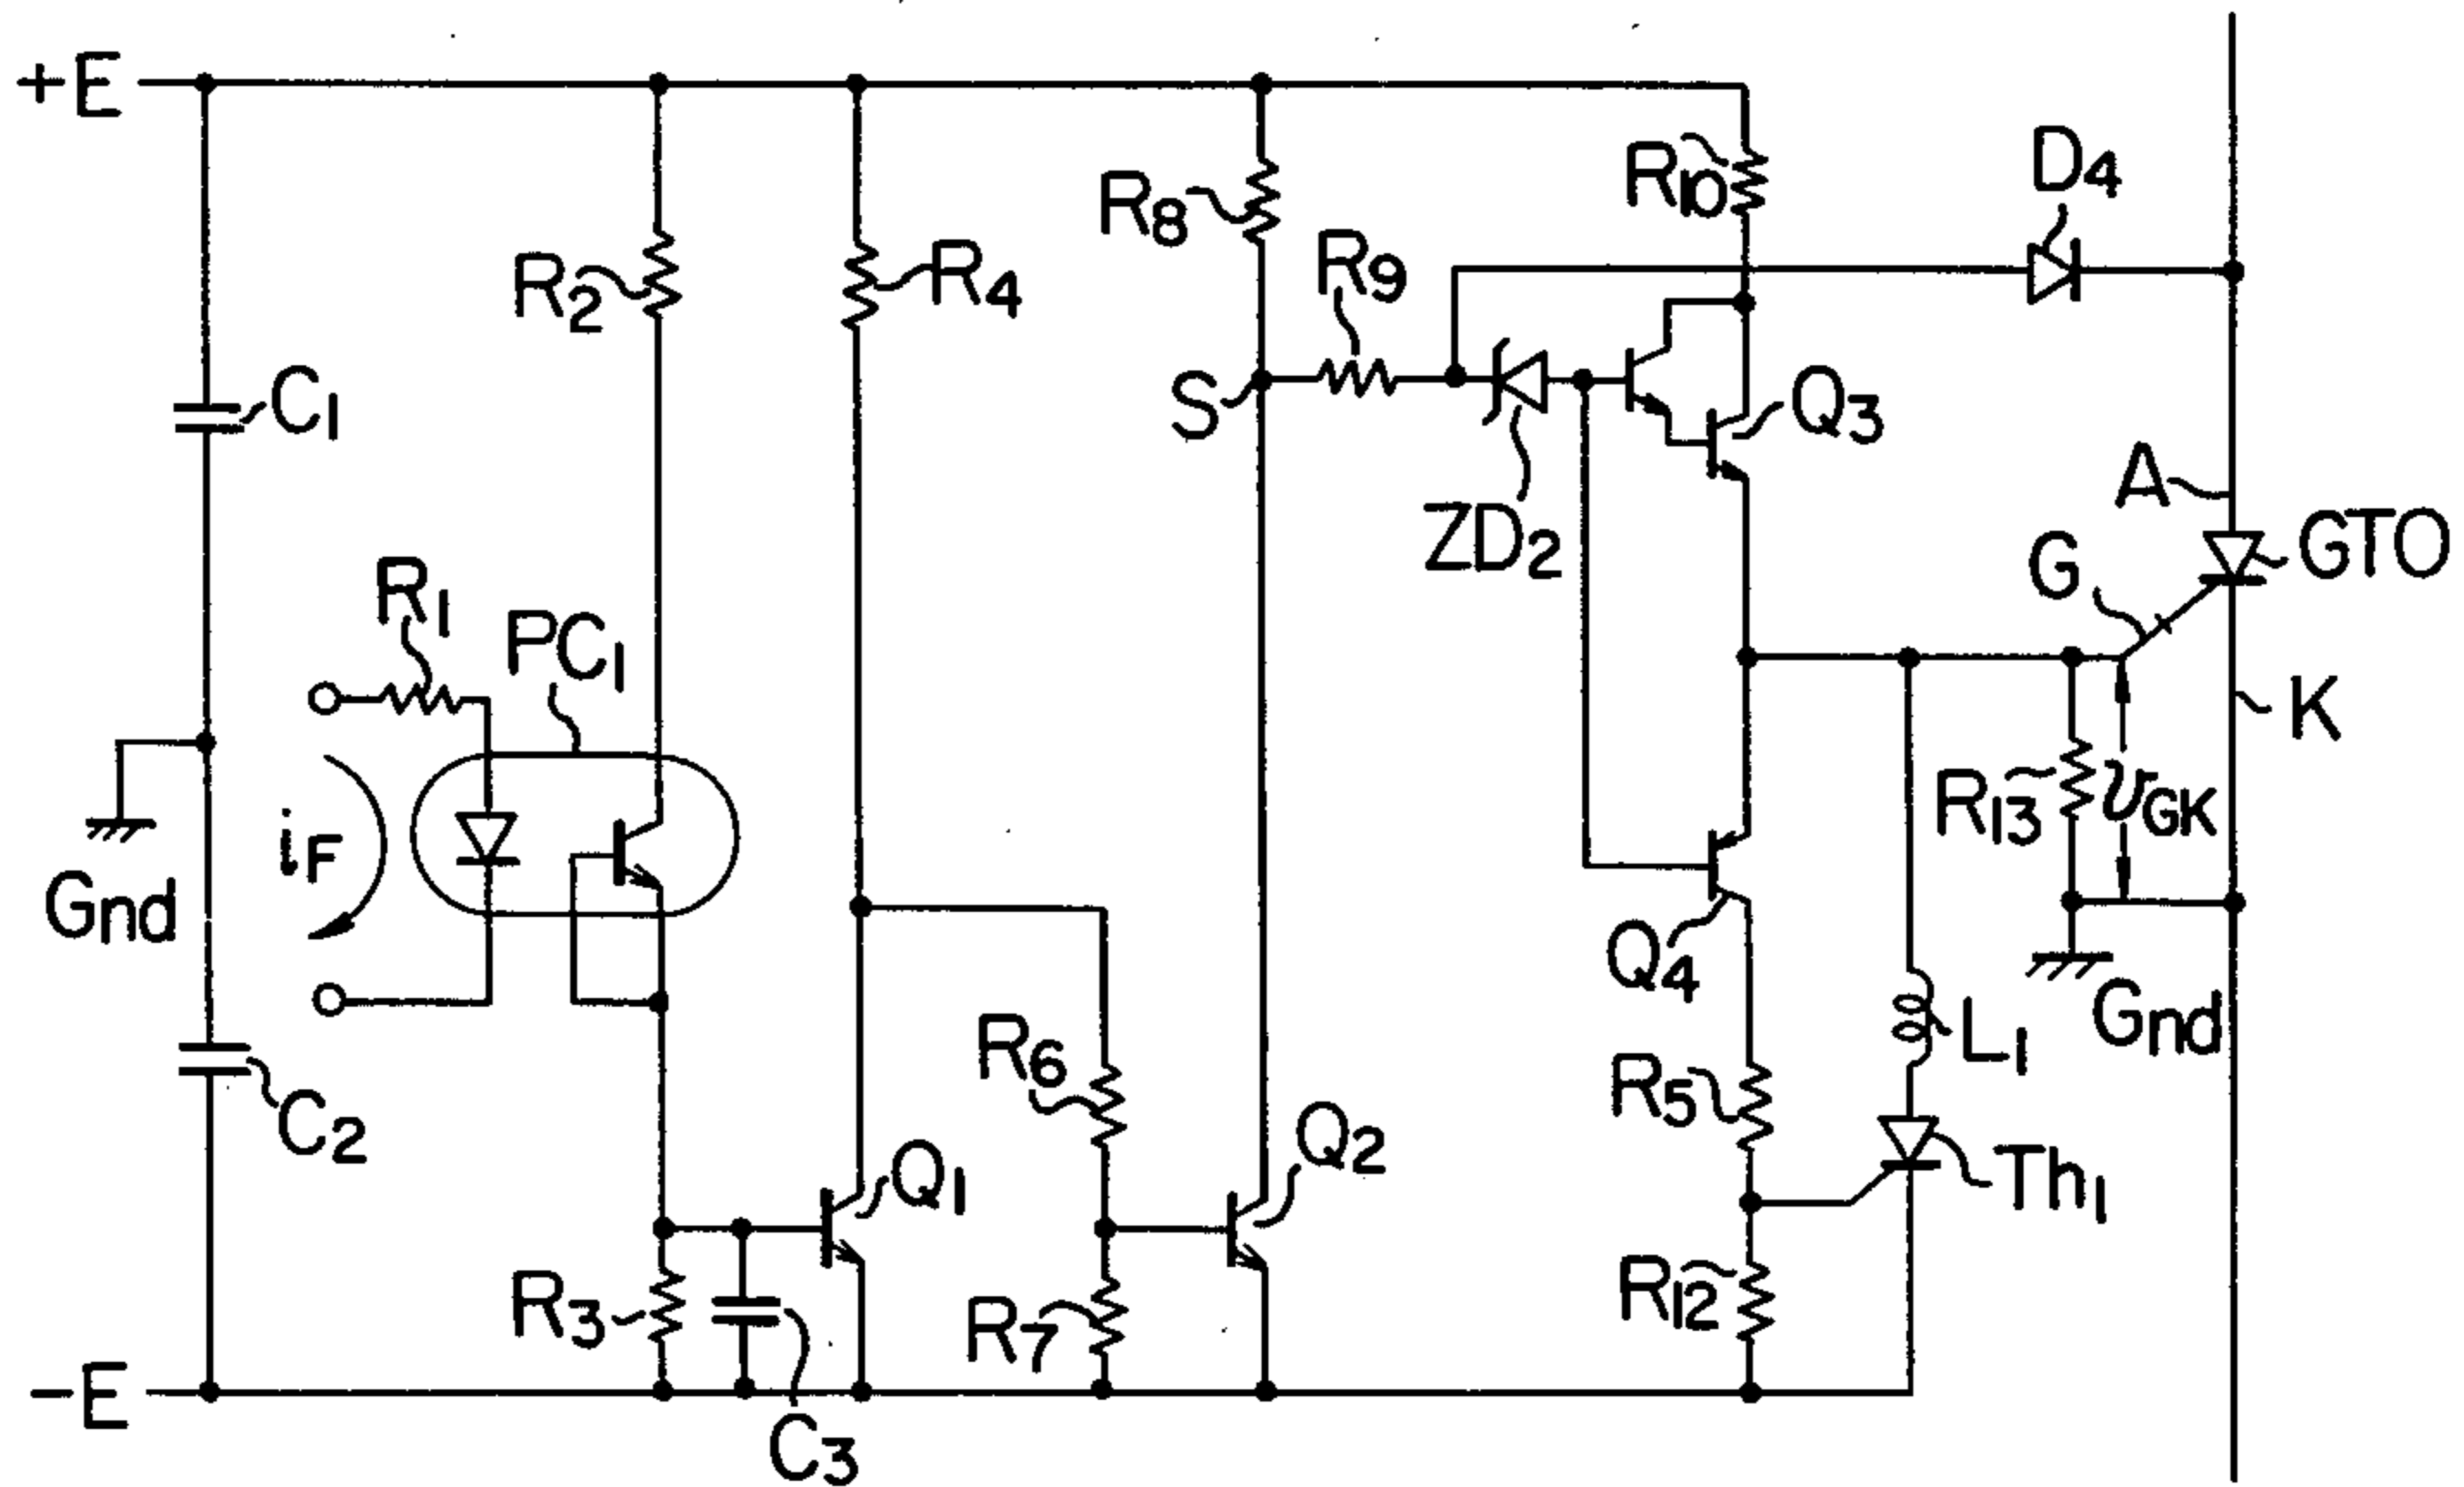 +E
D4
R10
R8
R9
R2
R4
C1
S
Q3
A
ZD2
GTO
G
R1
PC1
K
R13
vGK
iF
Gnd
Q4
Gnd
L1
R6
R5
C2
Q2
Th1
Q1
R3
R7
R12
-E
C3